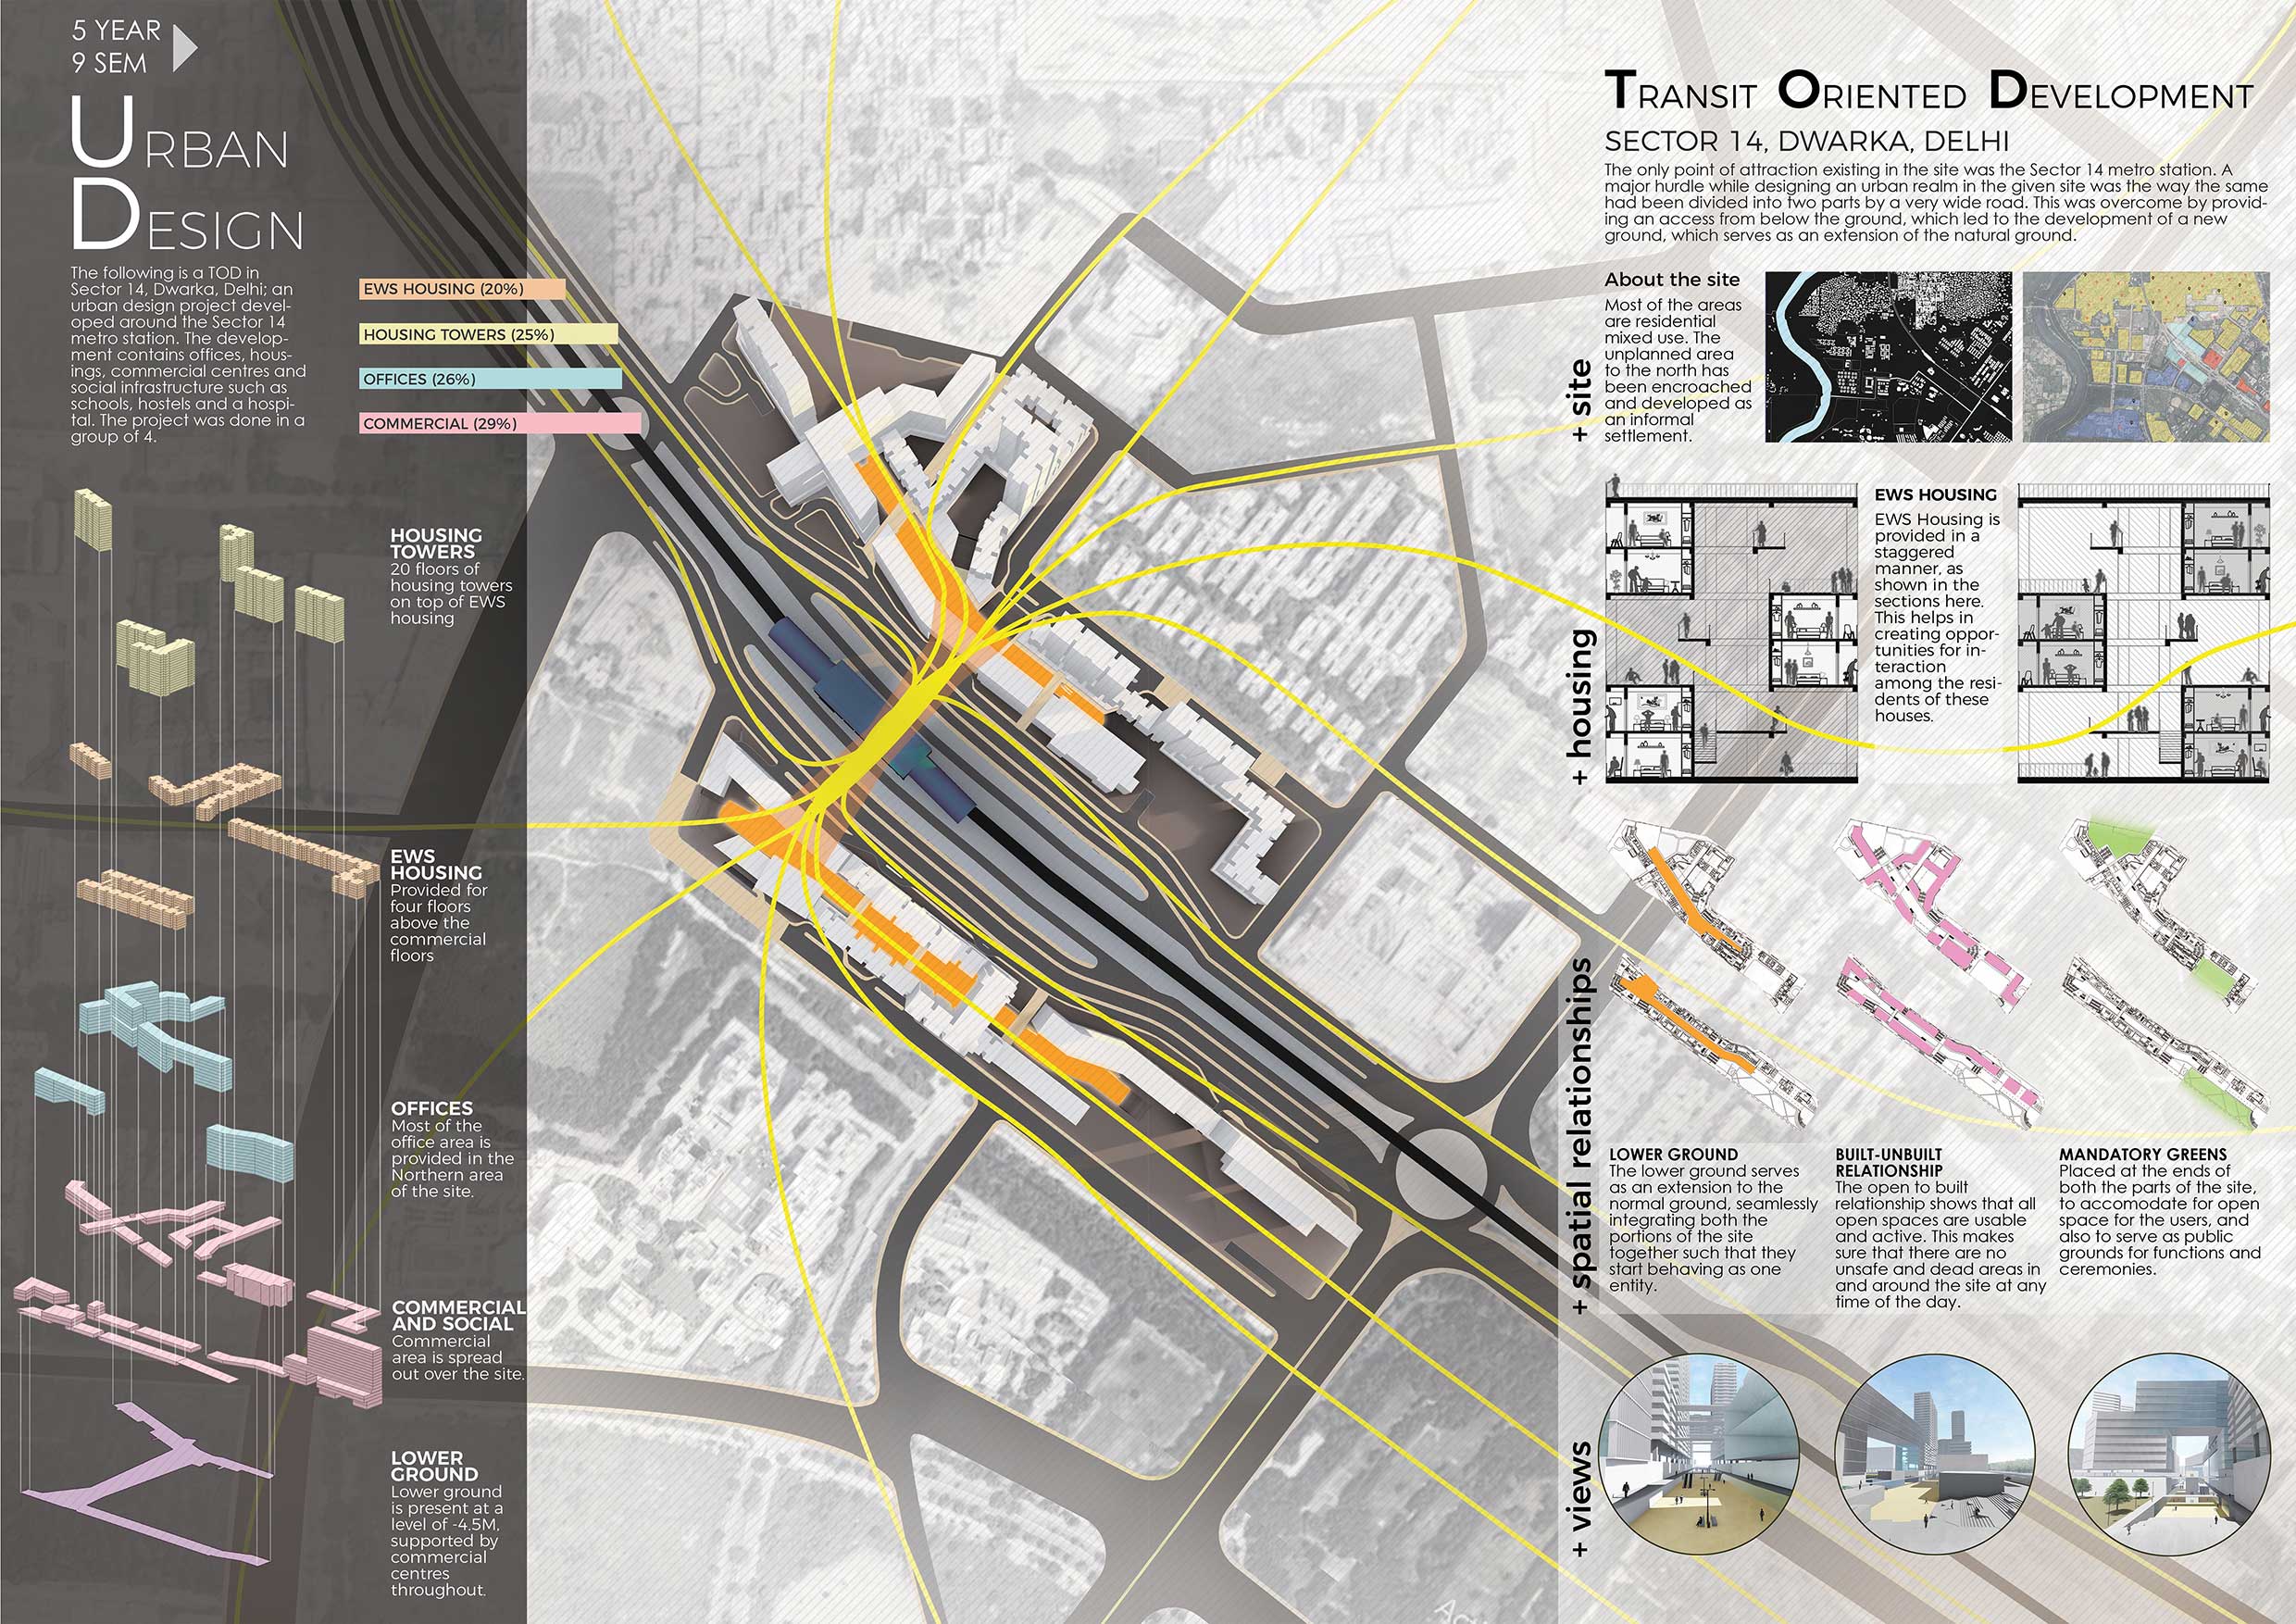 5 YEAR
9 SEM
URBAN
DESIGN
The following is a TOD in
Sector 14, Dwarka, Delhi; an
urban design project devel-
oped around the Sector 14
metro station. The develop-
ment contains offices, hous-
ings, commercial centres and
social infrastructure such as
schools, hostels and a hospi-
tal. The project was done in a
group of 4.
EWS HOUSING (20%)
HOUSING TOWERS (25%)
OFFICES (26%)
COMMERCIAL (29%)
HOUSING
TOWERS
20 floors of
housing towers
on top of EWS
housing
EWS
HOUSING
Provided for
four floors
above the
commercial
floors
OFFICES
Most of the
office area is
provided in the
Northern area
of the site.
COMMERCIAL
AND SOCIAL
Commercial
area is spread
out over the site.
LOWER
GROUND
Lower ground
is present at a
level of -4.5M,
supported by
commercial
centres
throughout.
TRANSIT ORIENTED DEVELOPMENT
SECTOR 14, DWARKA, DELHI
The only point of attraction existing in the site was the Sector 14 metro station. A
major hurdle while designing an urban realm in the given site was the way the same
had been divided into two parts by a very wide road. This was overcome by provid-
ing an access from below the ground, which led to the development of a new
ground, which serves as an extension of the natural ground.
+ site
About the site
Most of the areas
are residential
mixed use. The
unplanned area
to the north has
been encroached
and developed as
an informal
settlement.
+ housing
EWS HOUSING
EWS Housing is
provided in a
staggered
manner, as
shown in the
sections here.
This helps in
creating oppor-
tunities for in-
teraction
among the resi-
dents of these
houses.
+ spatial relationships
LOWER GROUND
The lower ground serves
as an extension to the
normal ground, seamlessly
integrating both the
portions of the site
together such that they
start behaving as one
entity.
BUILT-UNBUILT
RELATIONSHIP
The open to built
relationship shows that all
open spaces are usable
and active. This makes
sure that there are no
unsafe and dead areas in
and around the site at any
time of the day.
MANDATORY GREENS
Placed at the ends of
both the parts of the site,
to accomodate for open
space for the users, and
also to serve as public
grounds for functions and
ceremonies.
+ views